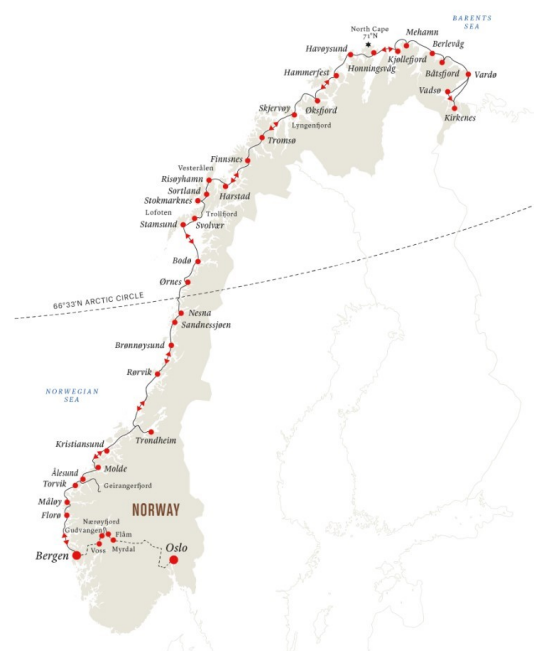 BARENTS
SEA
North Cape
71°N
Mehamn
Berlevåg
Havøysund
Kjøllefjord
Honningsvåg
Hammerfest
Båtsfjord
Vardø
Vadsø
Kirkenes
Øksfjord
Skjervøy
Lyngenfjord
Tromsø
Finnsnes
Vesterålen
Risøyhamn
Harstad
Sortland
Stokmarknes
Lofoten
Trollfjord
Stamsund
Svolvær
Bodø
Ørnes
66°33'N ARCTIC CIRCLE
Nesna
Sandnessjøen
Brønnøysund
Rørvik
NORWEGIAN
SEA
Trondheim
Kristiansund
Molde
Ålesund
Torvik
Geirangerfjord
Måløy
Florø
NORWAY
Nærøyfjord
Gudvangen
Flåm
Voss
Myrdal
Bergen
Oslo